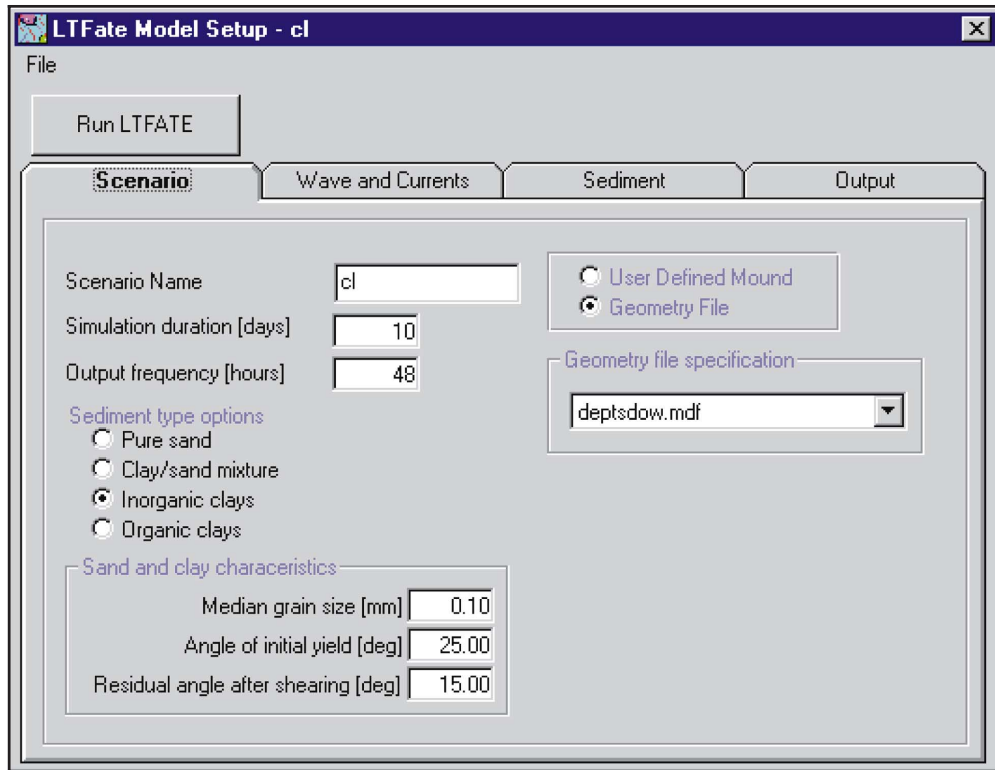 LTFate Model Setup - cl
File
Run LTFATE
Scenario
Wave and Currents
Sediment
Output
Scenario Name
cl
Simulation duration [days]
10
Output frequency [hours]
48
Sediment type options
Pure sand
Clay/sand mixture
Inorganic clays
Organic clays
Sand and clay characeristics
Median grain size [mm]
0.10
Angle of initial yield [deg]
25.00
Residual angle after shearing [deg]
15.00
User Defined Mound
Geometry File
Geometry file specification
deptsdow.mdf